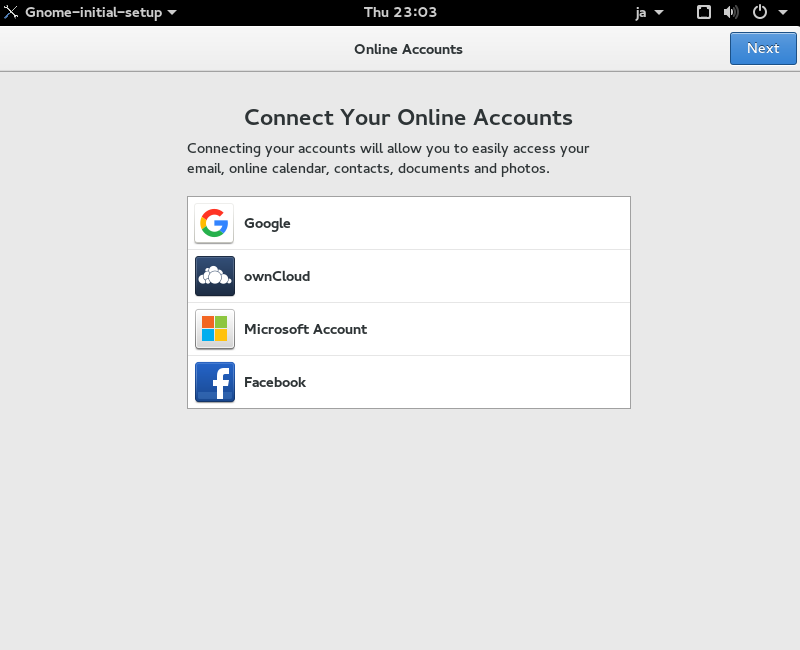 Gnome-initial-setup
Thu 23:03
ja
Online Accounts
Next
Connect Your Online Accounts
Connecting your accounts will allow you to easily access your
email, online calendar, contacts, documents and photos.
Google
ownCloud
Microsoft Account
Facebook